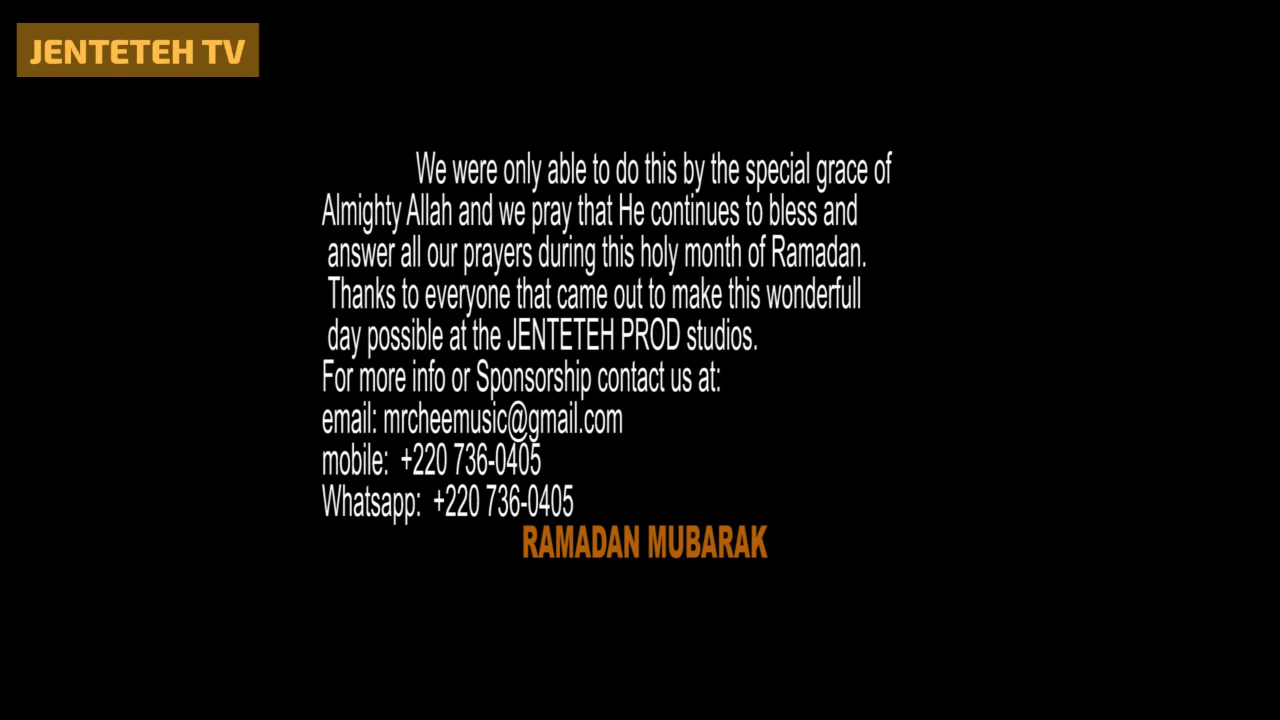 JENTETEH TV
We were only able to do this by the special grace of
Almighty Allah and we pray that He continues to bless and
answer all our prayers during this holy month of Ramadan.
Thanks to everyone that came out to make this wonderfull
day possible at the JENTETEH PROD studios.
For more info or Sponsorship contact us at:
email: mrcheemusic@gmail.com
mobile: +220 736-0405
Whatsapp: +220 736-0405
RAMADAN MUBARAK